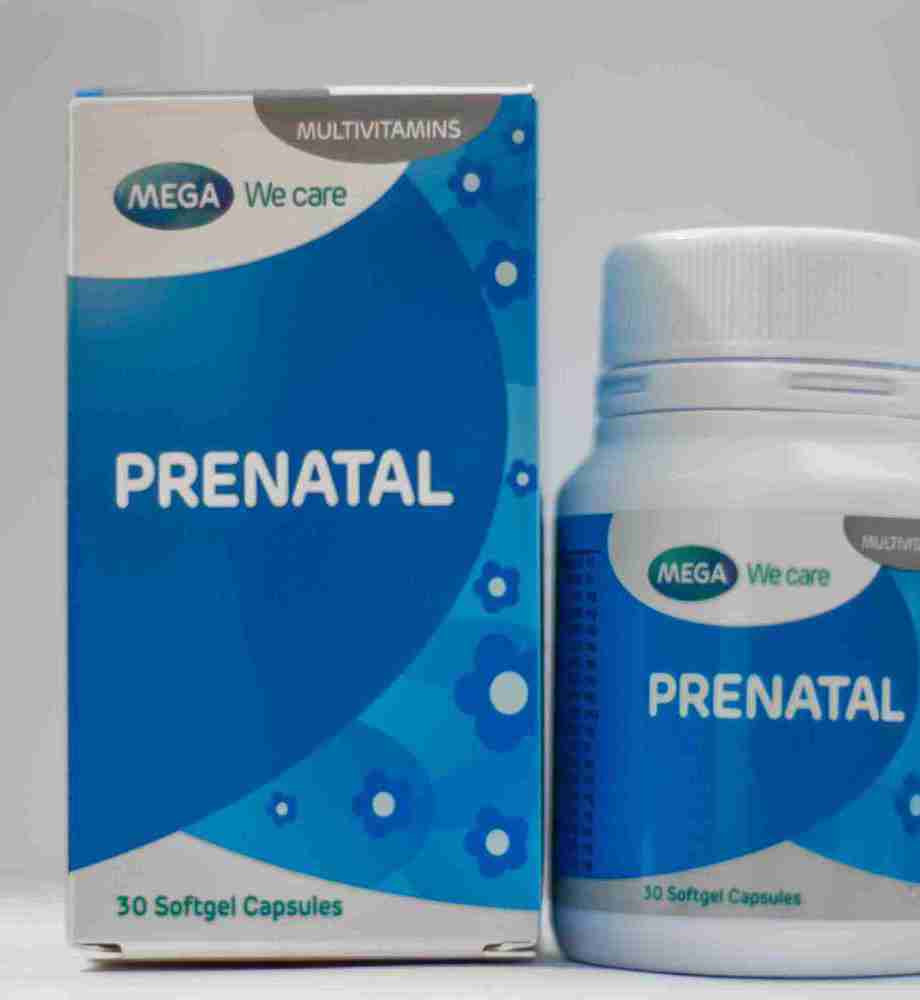 MULTIVITAMINS
MEGA We care
PRENATAL
30 Softgel Capsules
MEGA We care
PRENATAL
30 Softgel Capsules